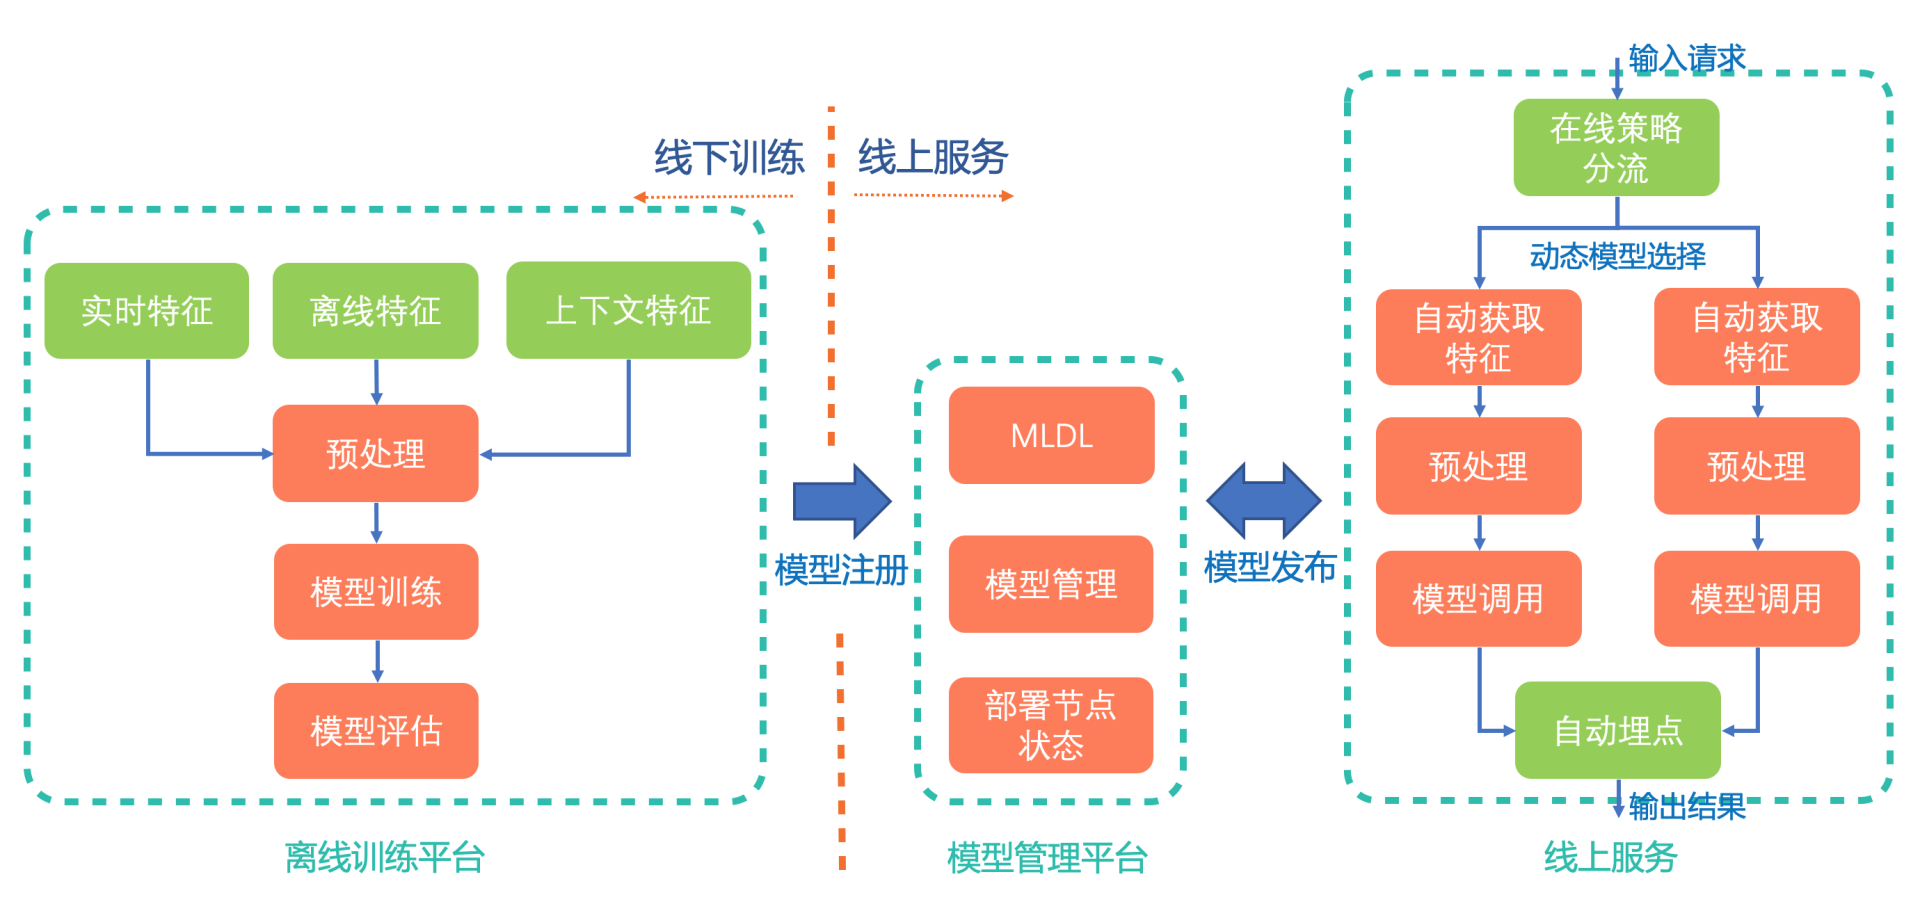 线下训练
线上服务
实时特征
离线特征
上下文特征
预处理
模型训练
模型评估
离线训练平台
模型注册
MLDL
模型管理
部署节点
状态
模型管理平台
模型发布
输入请求
在线策略
分流
动态模型选择
自动获取
特征
自动获取
特征
预处理
预处理
模型调用
模型调用
自动埋点
输出结果
线上服务